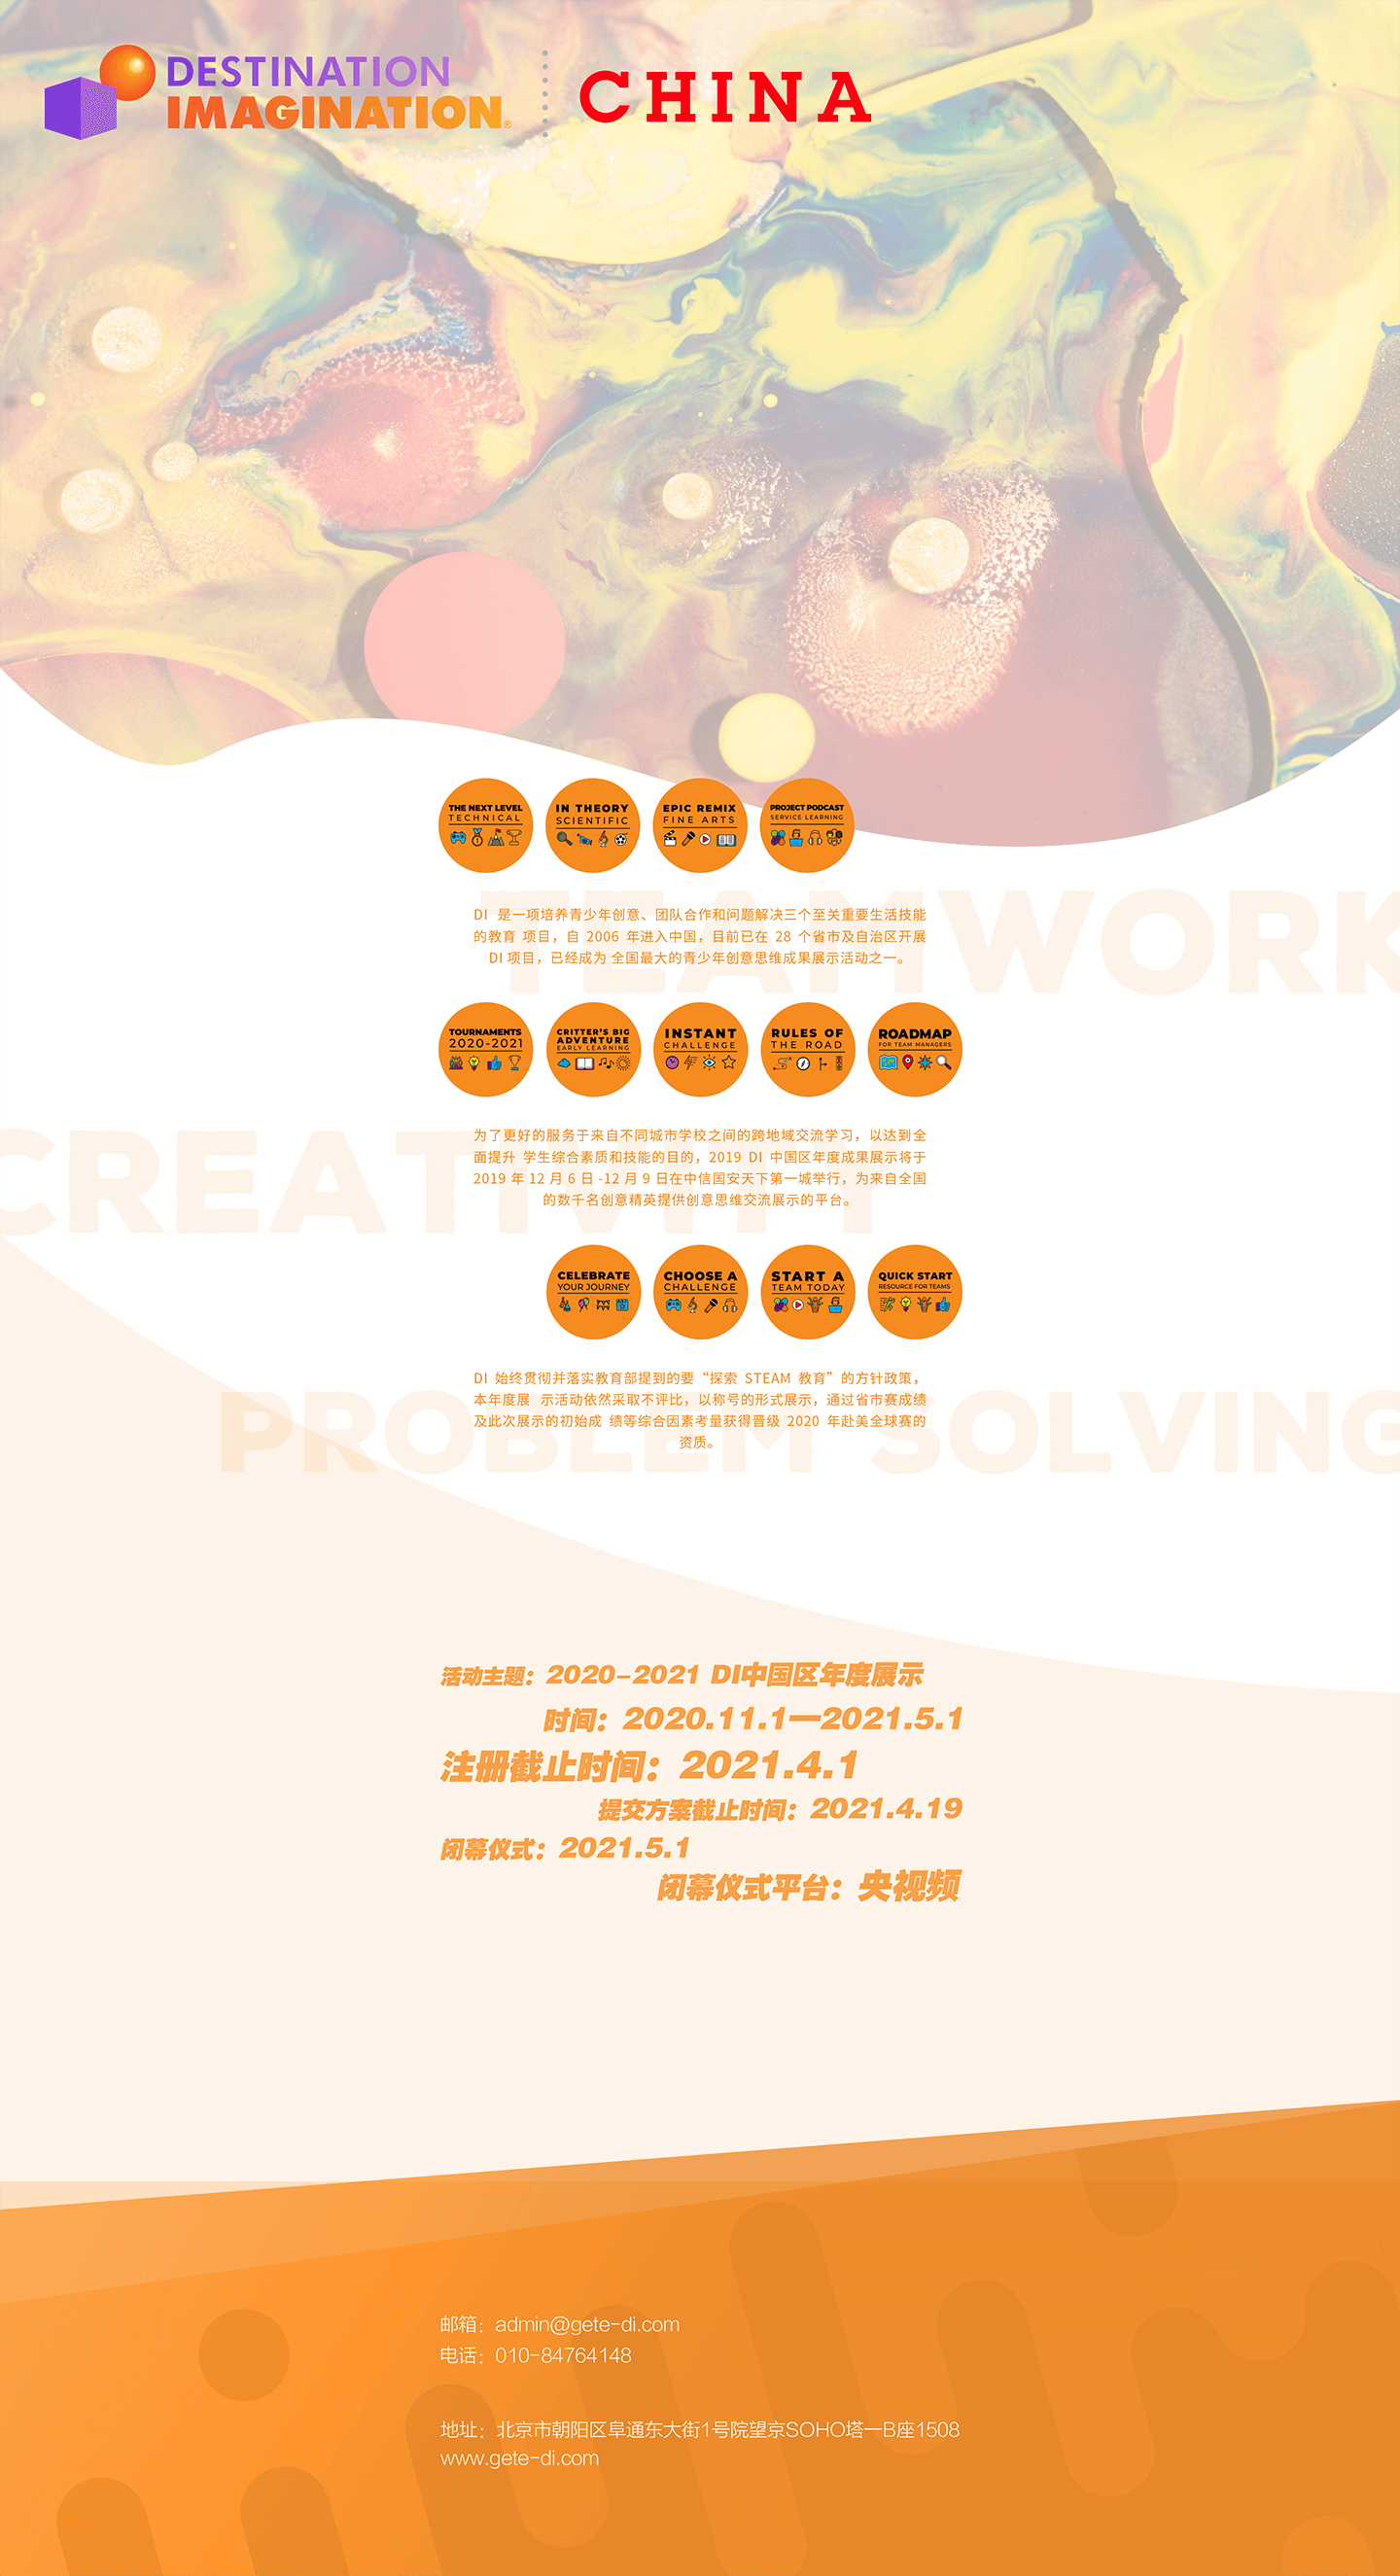 DESTINATION
IMAGINATION®
CHINA
THE NEXT LEVEL
TECHNICAL
IN THEORY
SCIENTIFIC
EPIC REMIX
FINE ARTS
PROJECT PODCAST
SERVICE LEARNING
TEAMWORK
DI 是一项培养青少年创意、团队合作和问题解决三个至关重要生活技能
的教育 项目，自 2006 年进入中国，目前已在 28 个省市及自治区开展
DI 项目，已经成为 全国最大的青少年创意思维成果展示活动之一。
TOURNAMENTS
2020-2021
CRITTER'S BIG
ADVENTURE
EARLY LEARNING
INSTANT
CHALLENGE
RULES OF
THE ROAD
ROADMAP
FOR TEAM MANAGERS
CREATIVITY
为了更好的服务于来自不同城市学校之间的跨地域交流学习，以达到全
面提升 学生综合素质和技能的目的，2019 DI 中国区年度成果展示将于
2019 年 12 月 6 日 -12 月 9 日在中信国安天下第一城举行，为来自全国
的数千名创意精英提供创意思维交流展示的平台。
CELEBRATE
YOUR JOURNEY
CHOOSE A
CHALLENGE
START A
TEAM TODAY
QUICK START
RESOURCE FOR TEAMS
PROBLEM SOLVING
DI 始终贯彻并落实教育部提到的要“探索 STEAM 教育”的方针政策，
本年度展 示活动依然采取不评比，以称号的形式展示，通过省市赛成绩
及此次展示的初始成 绩等综合因素考量获得晋级 2020 年赴美全球赛的
资质。
活动主题：2020-2021 DI中国区年度展示
时间：2020.11.1—2021.5.1
注册截止时间：2021.4.1
提交方案截止时间：2021.4.19
闭幕仪式：2021.5.1
闭幕仪式平台：央视频
邮箱：admin@gete-di.com
电话：010-84764148
地址：北京市朝阳区阜通东大街1号院望京SOHO塔一B座1508
www.gete-di.com